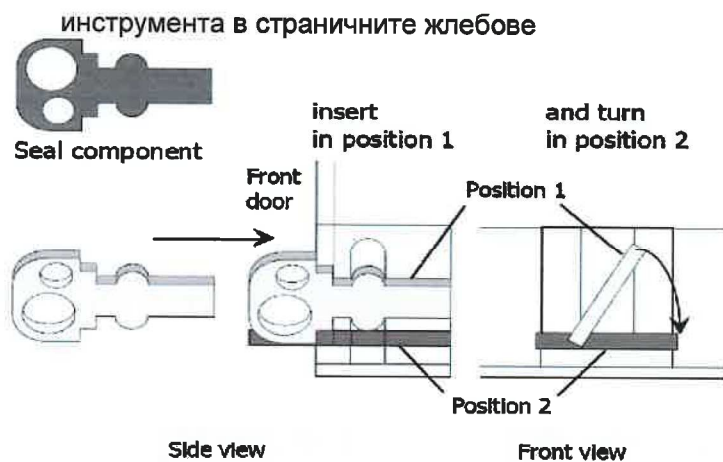 инструмента в страничните жлебове
Seal component
insert
in position 1
and turn
in position 2
Front
door
Position 1
Position 2
Side view
Front view